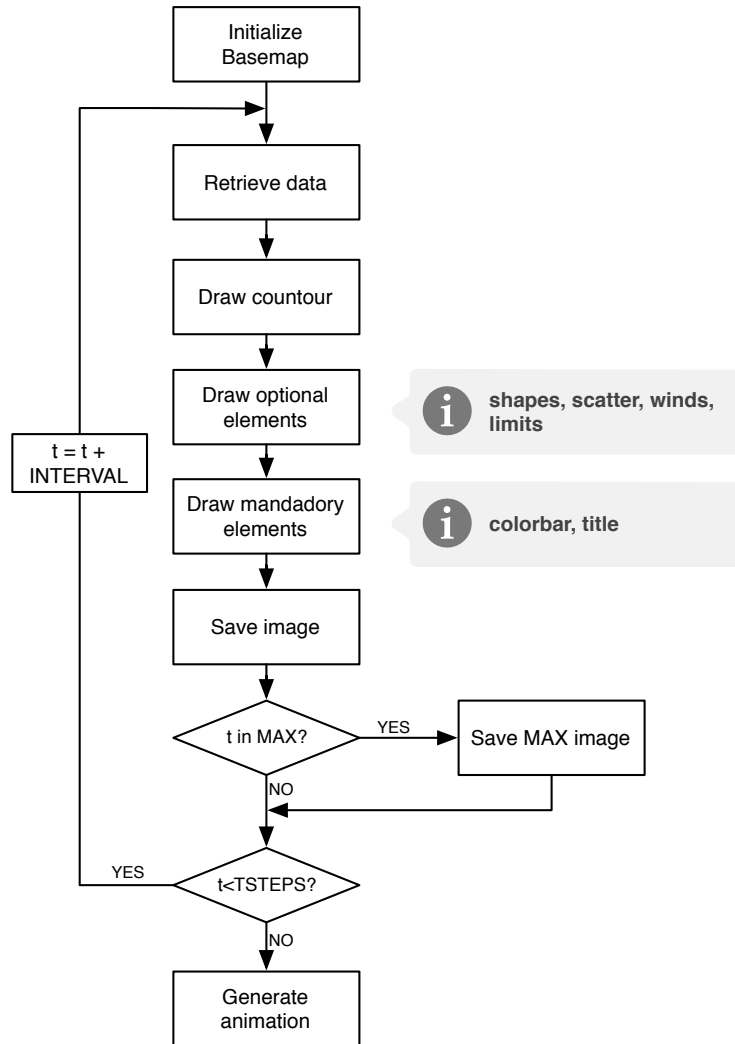 Initialize
Basemap
Retrieve data
Draw countour
Draw optional
elements
shapes, scatter, winds,
limits
t = t +
INTERVAL
Draw mandadory
elements
colorbar, title
Save image
t in MAX?
YES
Save MAX image
NO
YES
t<TSTEPS?
NO
Generate
animation